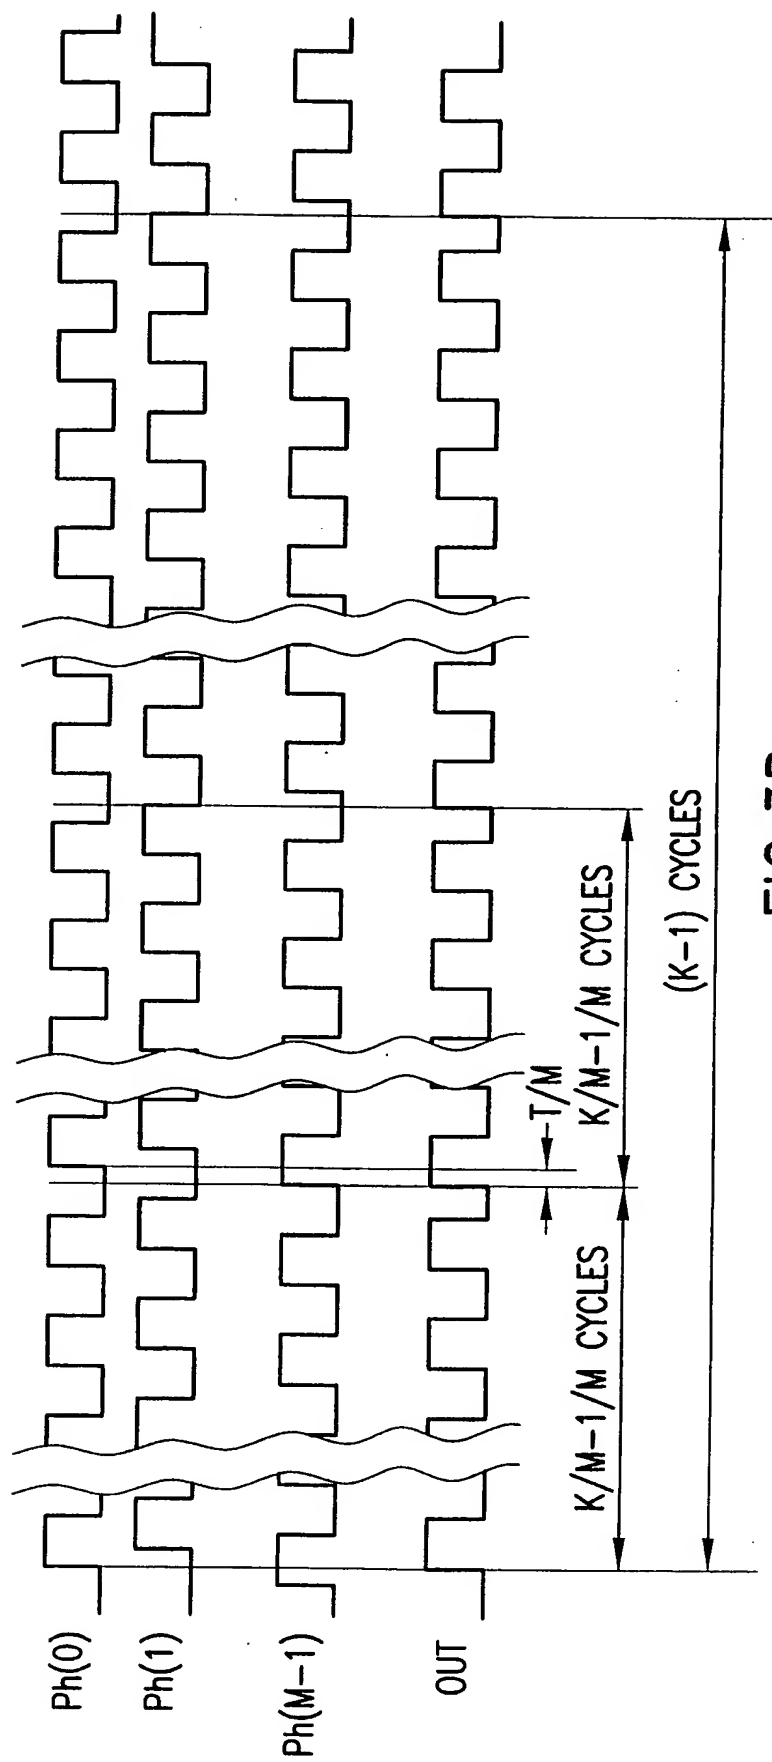 Ph(0)
Ph(1)
Ph(M-1)
OUT
T/M
K/M-1/M CYCLES
K/M-1/M CYCLES
(K-1) CYCLES